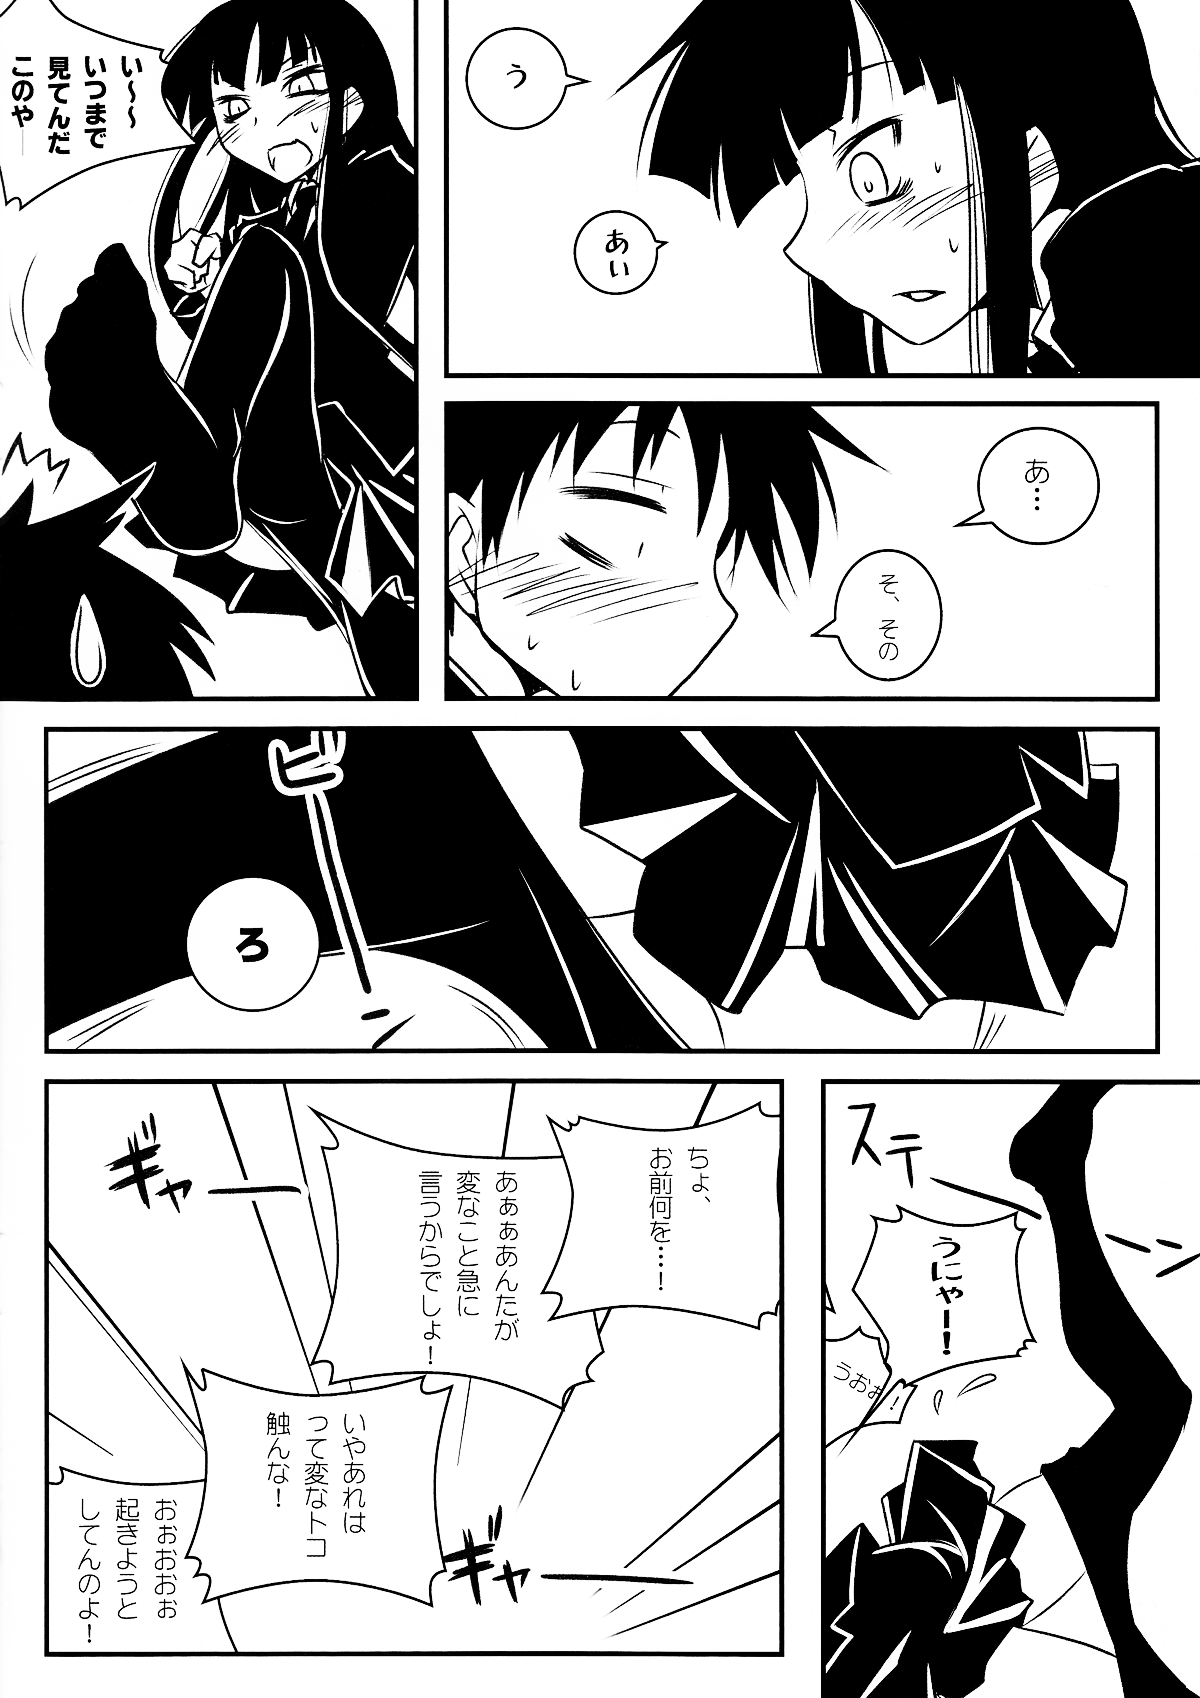 う
あい
あ…
そ、その
い〜〜
いつまで
見てんだ
このや―
ビ―ン
ろ
ステーン
うにゃー!
うおぉ!
ちょ、
お前何を…!
あぁぁあんたが
変なこと急に
言うからでしょ!
ギャー
いやあれは
って変なトコ
触んな!
ギャー
おぉおぉぉ
起きようと
してんのよ!